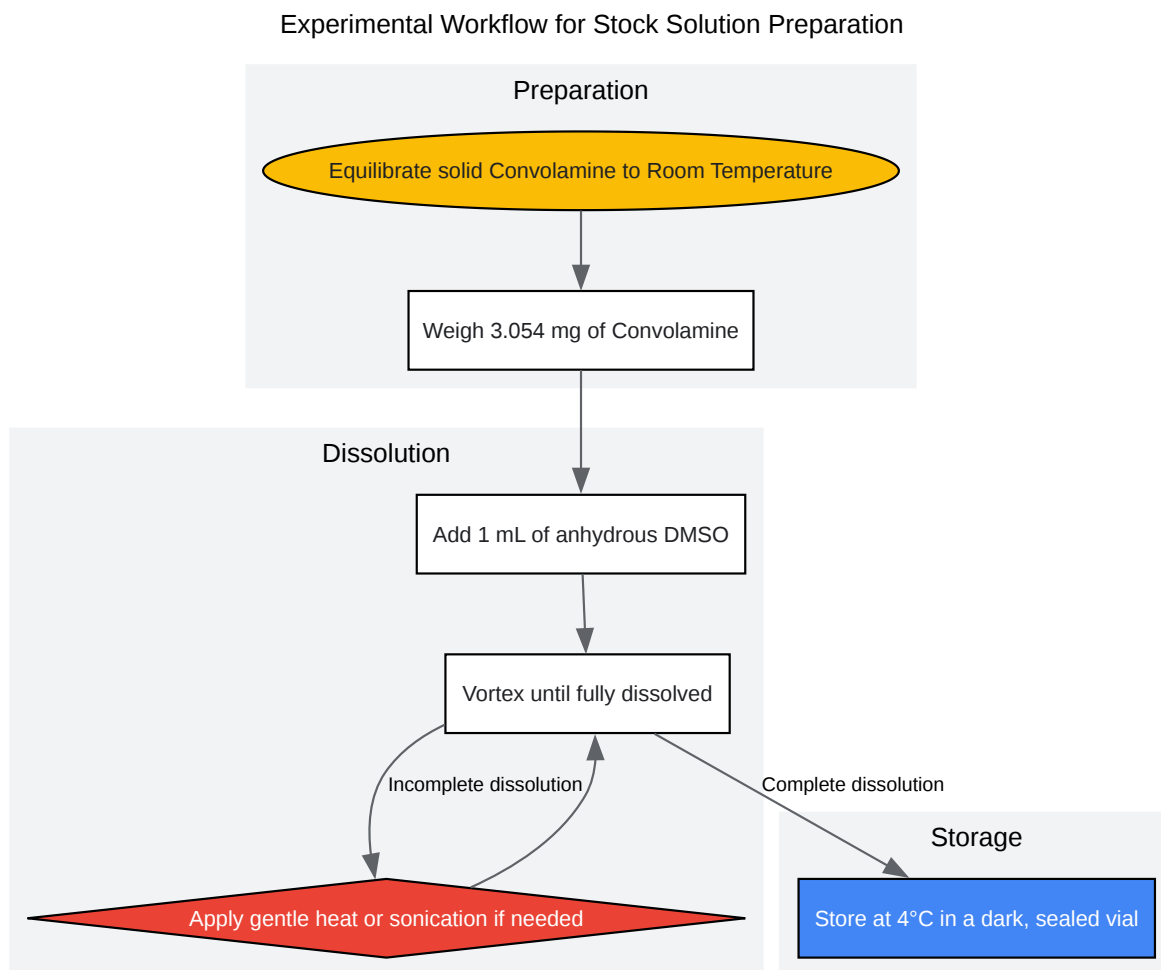 Experimental Workflow for Stock Solution Preparation
Preparation
Equilibrate solid Convolamine to Room Temperature
Weigh 3.054 mg of Convolamine
Dissolution
Add 1 mL of anhydrous DMSO
Vortex until fully dissolved
Incomplete dissolution
Complete dissolution
Apply gentle heat or sonication if needed
Storage
Store at 4°C in a dark, sealed vial